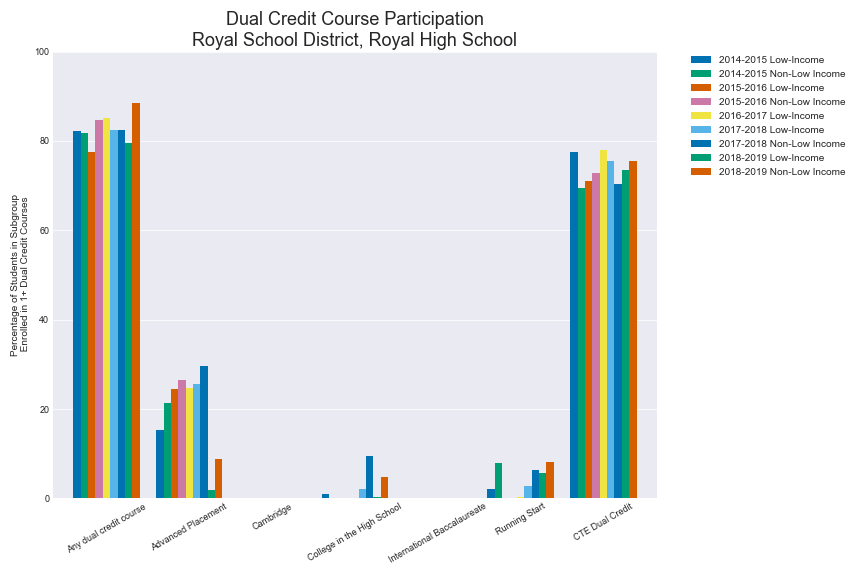 Dual Credit Course Participation
Royal School District, Royal High School
Percentage of Students in Subgroup
Enrolled in 1+ Dual Credit Courses
100
80
60
40
20
0
Any dual credit course
Advanced Placement
Cambridge
College in the High School
International Baccalaureate
Running Start
CTE Dual Credit
2014-2015 Low-Income
2014-2015 Non-Low Income
2015-2016 Low-Income
2015-2016 Non-Low Income
2016-2017 Low-Income
2017-2018 Low-Income
2017-2018 Non-Low Income
2018-2019 Low-Income
2018-2019 Non-Low Income